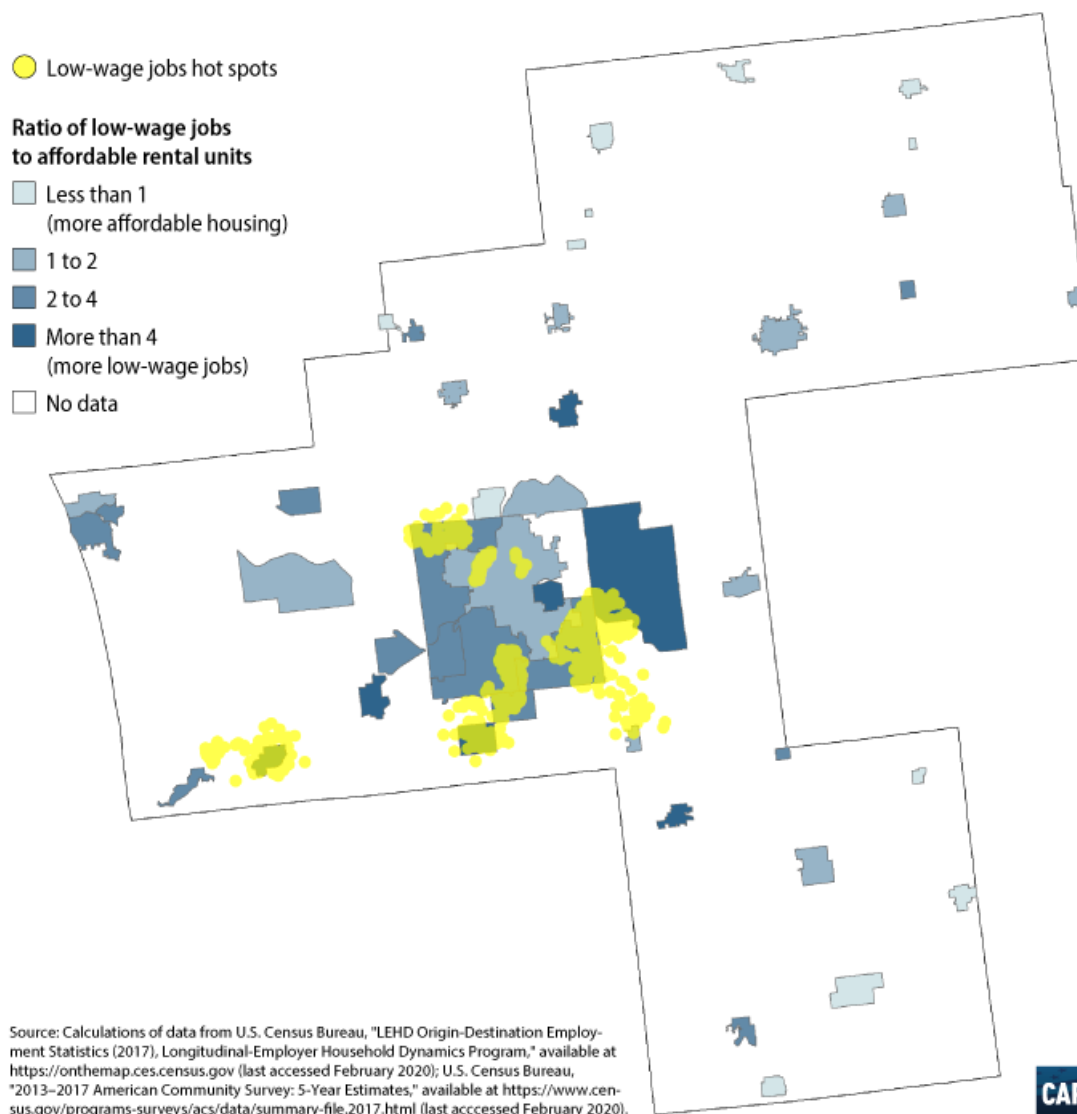 Low-wage jobs hot spots
Ratio of low-wage jobs
to affordable rental units
Less than 1
(more affordable housing)
1 to 2
2 to 4
More than 4
(more low-wage jobs)
No data
Source: Calculations of data from U.S. Census Bureau, "LEHD Origin-Destination Employ-
ment Statistics (2017), Longitudinal-Employer Household Dynamics Program," available at
https://onthemap.ces.census.gov (last accessed February 2020); U.S. Census Bureau,
"2013–2017 American Community Survey: 5-Year Estimates," available at https://www.cen-
sus.gov/programs-surveys/acs/data/summary-file.2017.html (last acccessed February 2020).